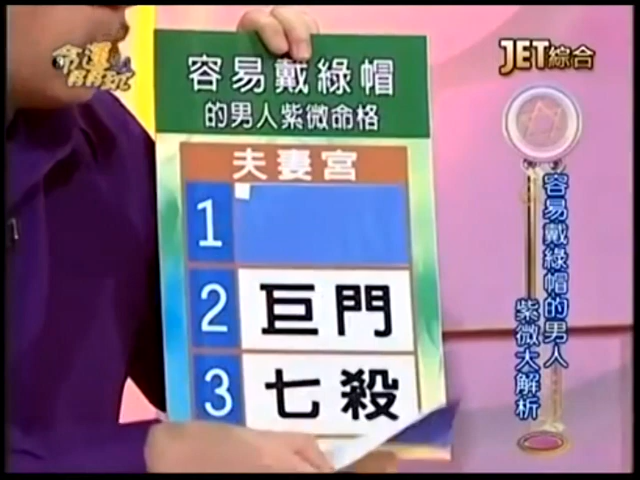 命運好好玩
JET綜合
容易戴綠帽
的男人紫微命格
夫妻宮
1
2 巨門
3 七殺
容易戴綠帽的男人
紫微大解析